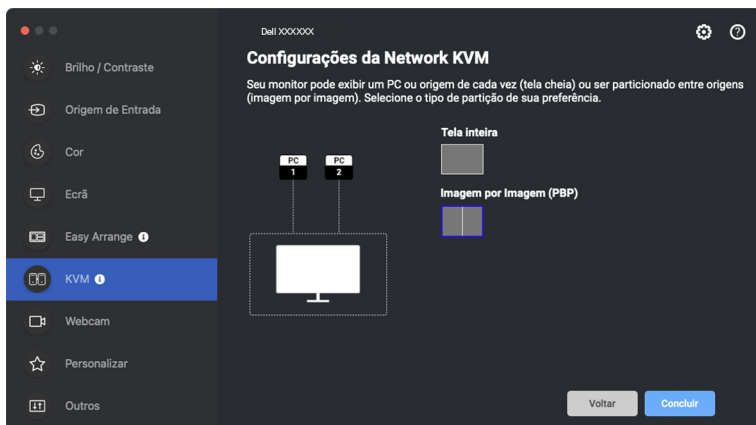 Dell XXXXXX
Configurações da Network KVM
Seu monitor pode exibir um PC ou origem de cada vez (tela cheia) ou ser particionado entre origens
(imagem por imagem). Selecione o tipo de partição de sua preferência.
Brilho / Contraste
Origem de Entrada
Cor
Ecrã
Easy Arrange
KVM
Webcam
Personalizar
Outros
PC
1
PC
2
Tela inteira
Imagem por Imagem (PBP)
Voltar
Concluir